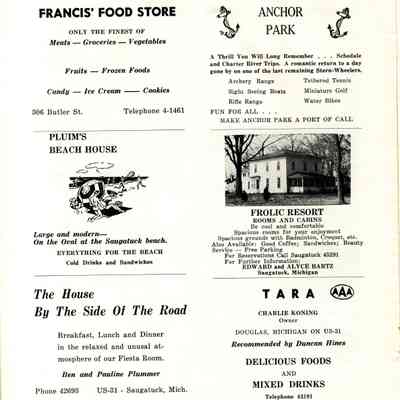 FRANCIS' FOOD STORE
ONLY THE FINEST OF
Meats — Groceries — Vegetables
Fruits — Frozen Foods
Candy — Ice Cream —— Cookies
306 Butler St. Telephone 4-1461
PLUIM'S
BEACH HOUSE
Large and modern—
On the Oval at the Saugatuck beach.
EVERYTHING FOR THE BEACH
Cold Drinks and Sandwiches
The House
By The Side Of The Road
Breakfast, Lunch and Dinner
in the relaxed and unusual at-
mosphere of our Fiesta Room.
Ben and Pauline Plummer
Phone 42693 US-31 - Saugatuck, Mich.
ANCHOR
PARK
A Thrill You Will Long Remember . . . Schedule
and Charter River Trips. A romantic return to a day
gone by on one of the last remaining Stern-Wheelers.
Archery Range Tethered Tennis
Sight Seeing Boats Miniature Golf
Rifle Range Water Bikes
FUN FOR ALL . . .
MAKE ANCHOR PARK A PORT OF CALL
FROLIC RESORT
ROOMS AND CABINS
Be cool and comfortable
Spacious rooms for your enjoyment
Spacious grounds with Badminton, Croquet, etc.
Also Available: Good Coffee; Sandwiches; Beauty
Service — Free Parking
For Reservations Call Saugatuck 45291
For Further Information:
EDWARD and ALYCE BARTZ
Saugatuck, Michigan
TARA AAA
CHARLIE KONING
Owner
DOUGLAS, MICHIGAN ON US-31
Recommended by Duncan Hines
DELICIOUS FOODS
AND
MIXED DRINKS
Telephone